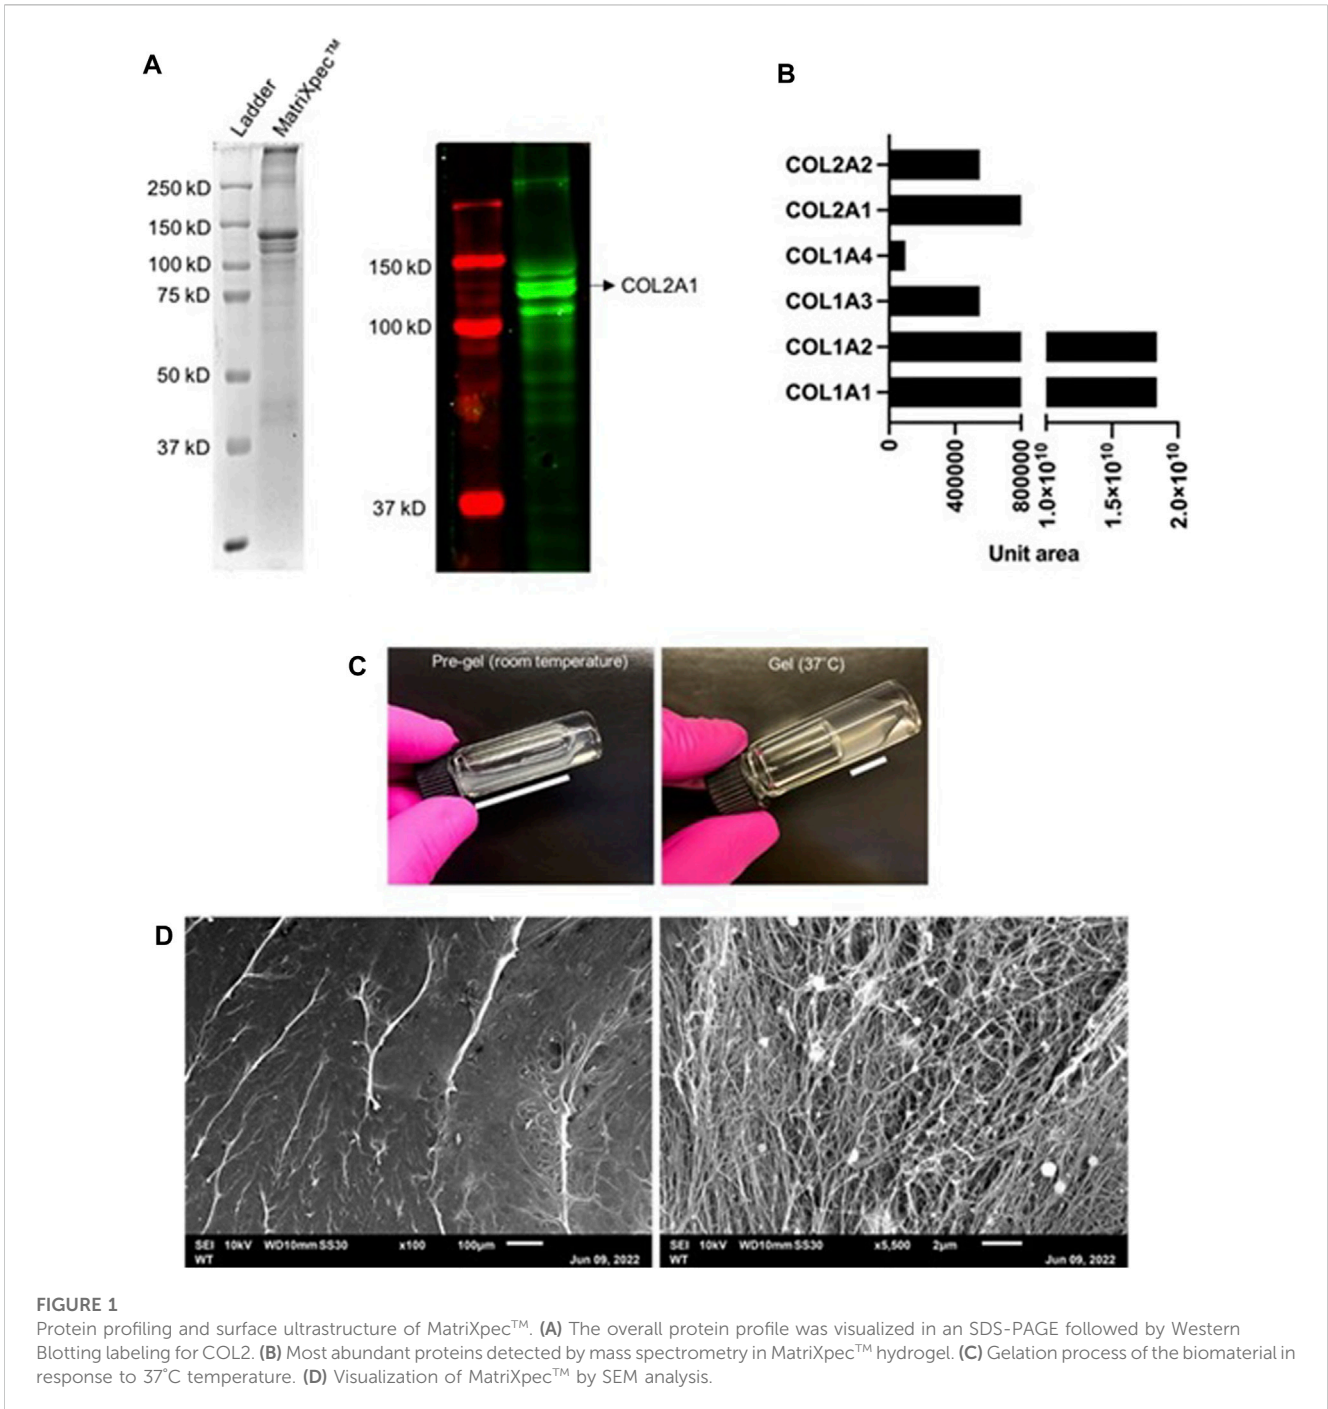 A
Ladder
MatriXpec™
250 kD
150 kD
100 kD
75 kD
50 kD
37 kD
150 kD
100 kD
37 kD
COL2A1
B
COL2A2
COL2A1
COL1A4
COL1A3
COL1A2
COL1A1
0
400000
800000
1.0×10¹⁰
1.5×10¹⁰
2.0×10¹⁰
Unit area
C
Pre-gel (room temperature)
Gel (37°C)
D
SEI 10kV WD10mmSS30 x100 100µm
WT Jun 09, 2022
SEI 10kV WD10mmSS30 x5,500 2µm
WT Jun 09, 2022
FIGURE 1
Protein profiling and surface ultrastructure of MatriXpec™. (A) The overall protein profile was visualized in an SDS-PAGE followed by Western
Blotting labeling for COL2. (B) Most abundant proteins detected by mass spectrometry in MatriXpec™ hydrogel. (C) Gelation process of the biomaterial in
response to 37°C temperature. (D) Visualization of MatriXpec™ by SEM analysis.